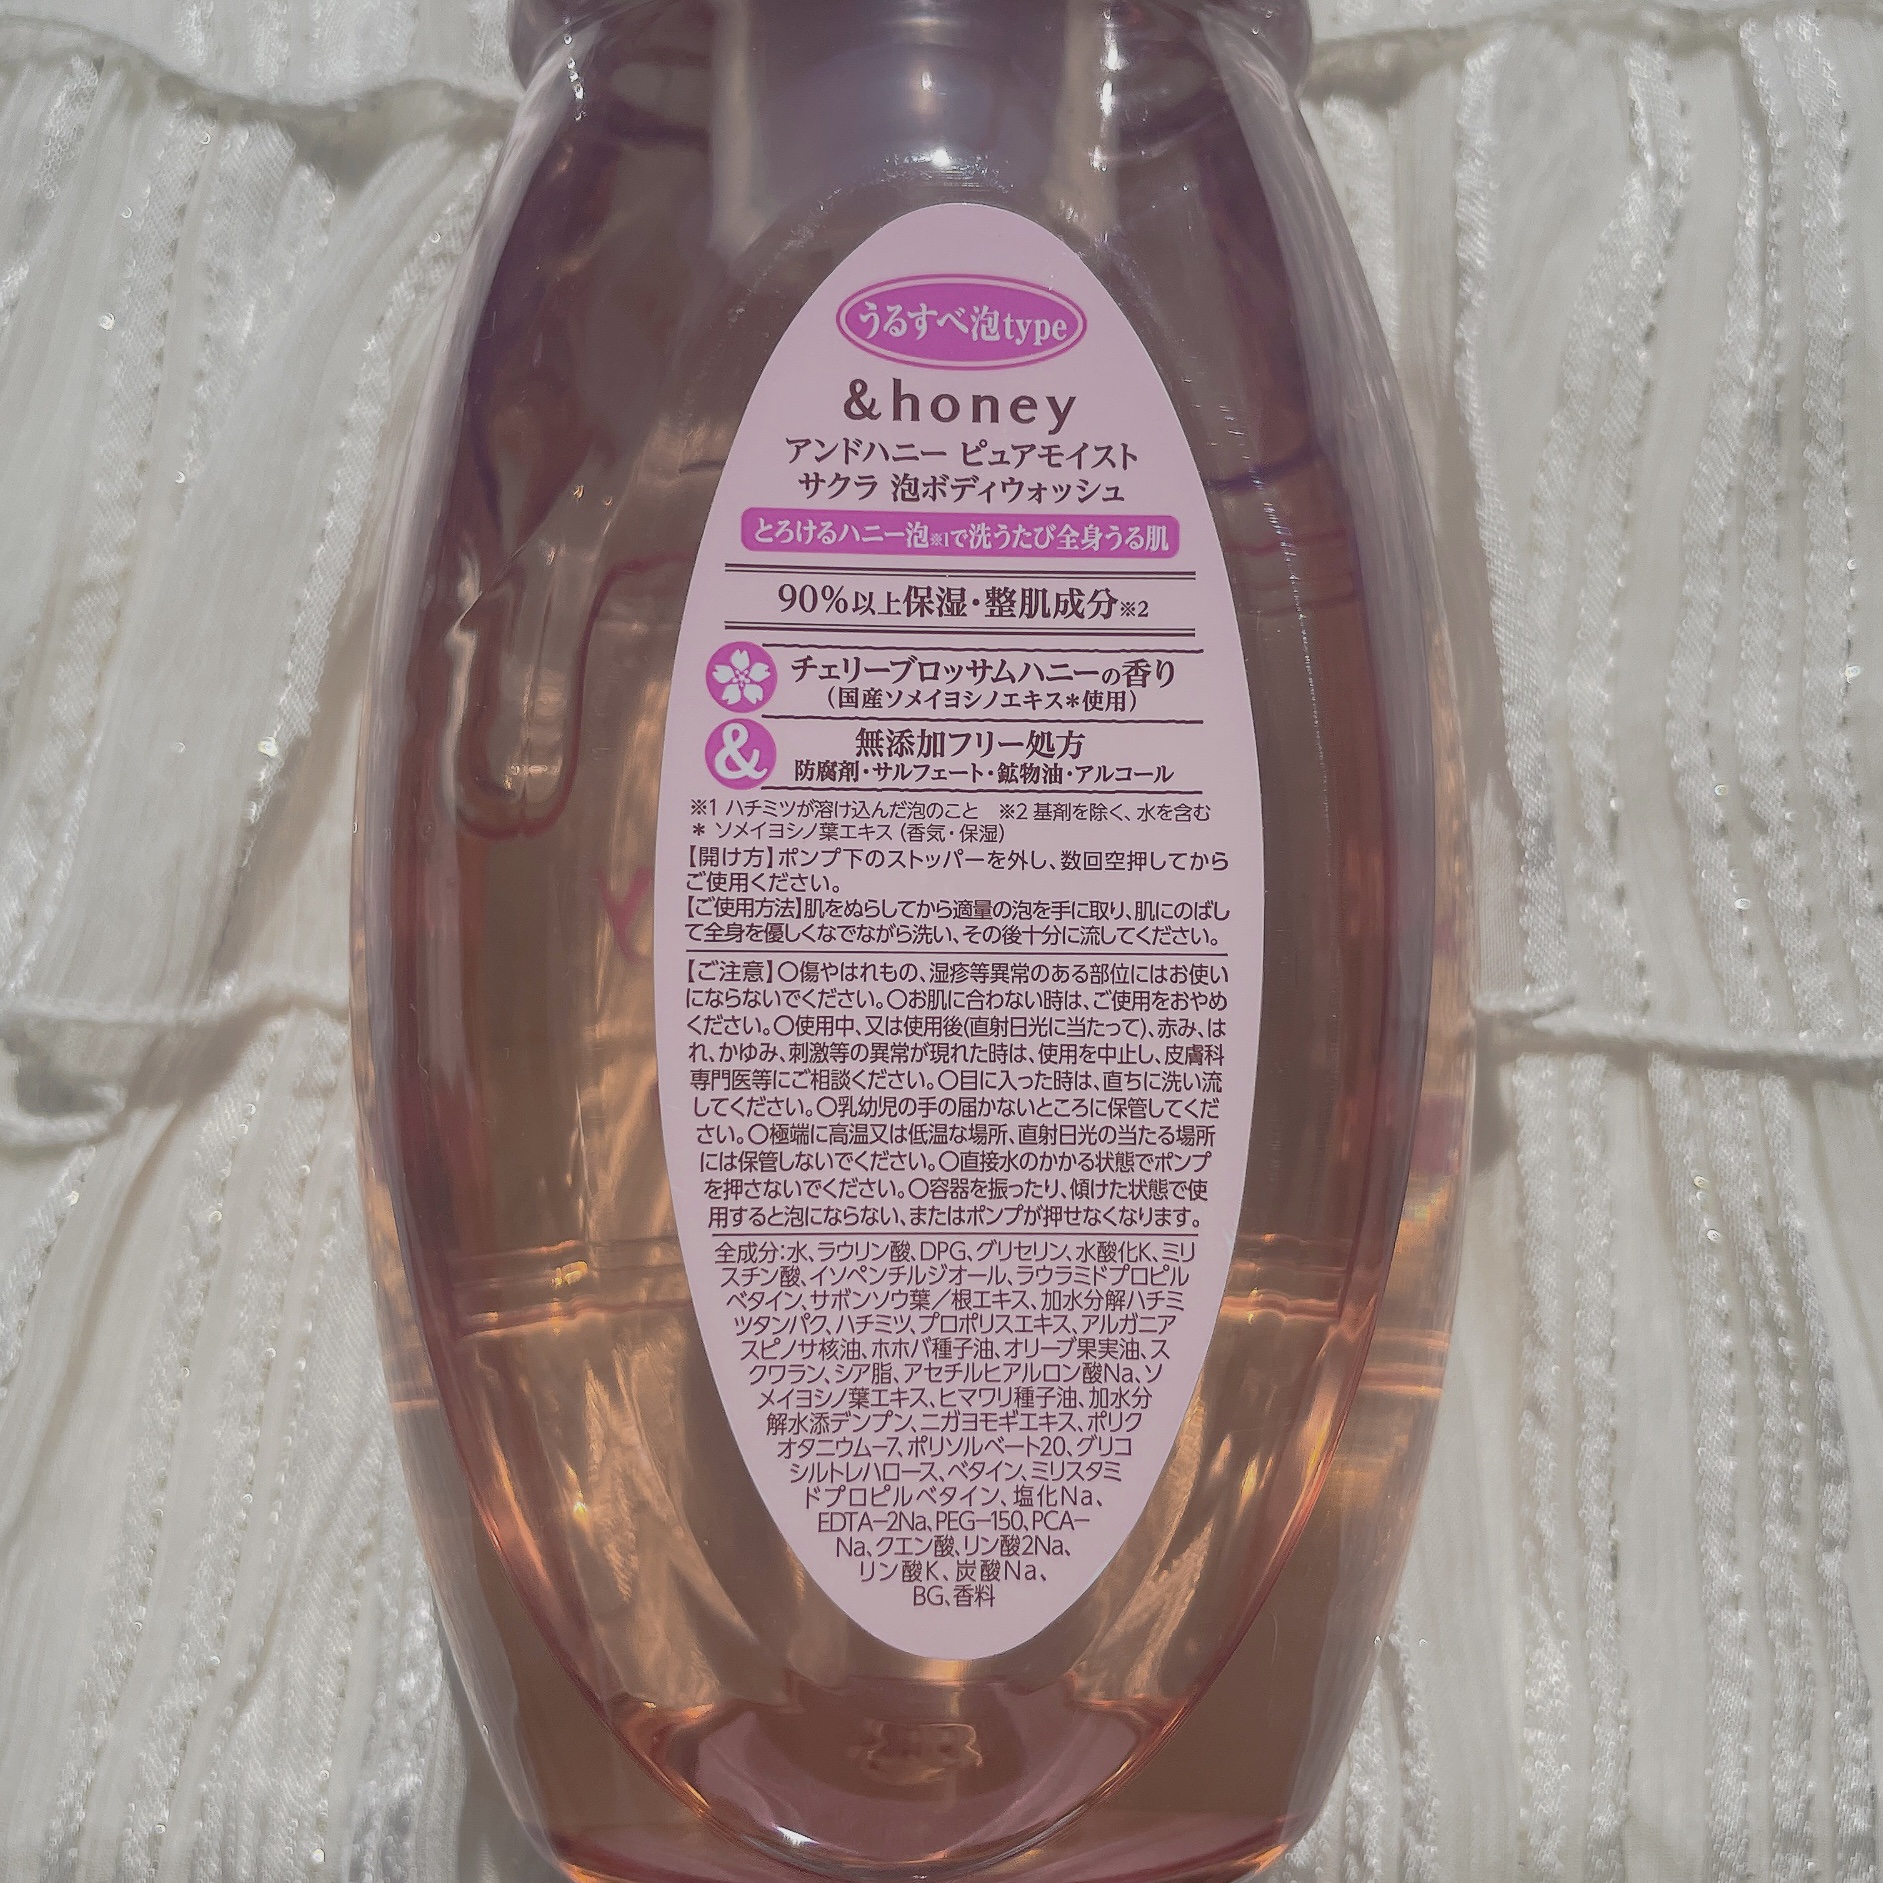 うるすべ泡type
&honey
アンドハニー ピュアモイスト
サクラ 泡ボディウォッシュ
とろけるハニー泡※1で洗うたび全身うる肌
90%以上保湿・整肌成分※2
チェリーブロッサムハニーの香り
(国産ソメイヨシノエキス*使用)
&
無添加フリー処方
防腐剤・サルフェート・鉱物油・アルコール
※1 ハチミツが溶け込んだ泡のこと ※2 基剤を除く、水を含む
* ソメイヨシノ葉エキス(香気・保湿)
【開け方】ポンプ下のストッパーを外し、数回空押してから
ご使用ください。
【ご使用方法】肌をぬらしてから適量の泡を手に取り、肌にのばし
て全身を優しくなでながら洗い、その後十分に流してください。
【ご注意】○傷やはれもの、湿疹等異常のある部位にはお使い
にならないでください。○お肌に合わない時は、ご使用をおやめ
ください。○使用中、又は使用後(直射日光に当たって)、赤み、は
れ、かゆみ、刺激等の異常が現れた時は、使用を中止し、皮膚科
専門医等にご相談ください。○目に入った時は、直ちに洗い流
してください。○乳幼児の手の届かないところに保管してくだ
さい。○極端に高温又は低温な場所、直射日光の当たる場所
には保管しないでください。○直接水のかかる状態でポンプ
を押さないでください。○容器を振ったり、傾けた状態で使
用すると泡にならない、またはポンプが押せなくなります。
全成分:水、ラウリン酸、DPG、グリセリン、水酸化K、ミリ
スチン酸、イソペンチルジオール、ラウラミドプロピル
ベタイン、サボンソウ葉/根エキス、加水分解ハチミ
ツタンパク、ハチミツ、プロポリスエキス、アルガニア
スピノサ核油、ホホバ種子油、オリーブ果実油、ス
クワラン、シア脂、アセチルヒアルロン酸Na、ソ
メイヨシノ葉エキス、ヒマワリ種子油、加水分
解水添デンプン、ニガヨモギエキス、ポリク
オタニウム-7、ポリソルベート20、グリコ
シルトレハロース、ベタイン、ミリスタミ
ドプロピルベタイン、塩化Na、
EDTA-2Na、PEG-150、PCA-
Na、クエン酸、リン酸2Na、
リン酸K、炭酸Na、
BG、香料